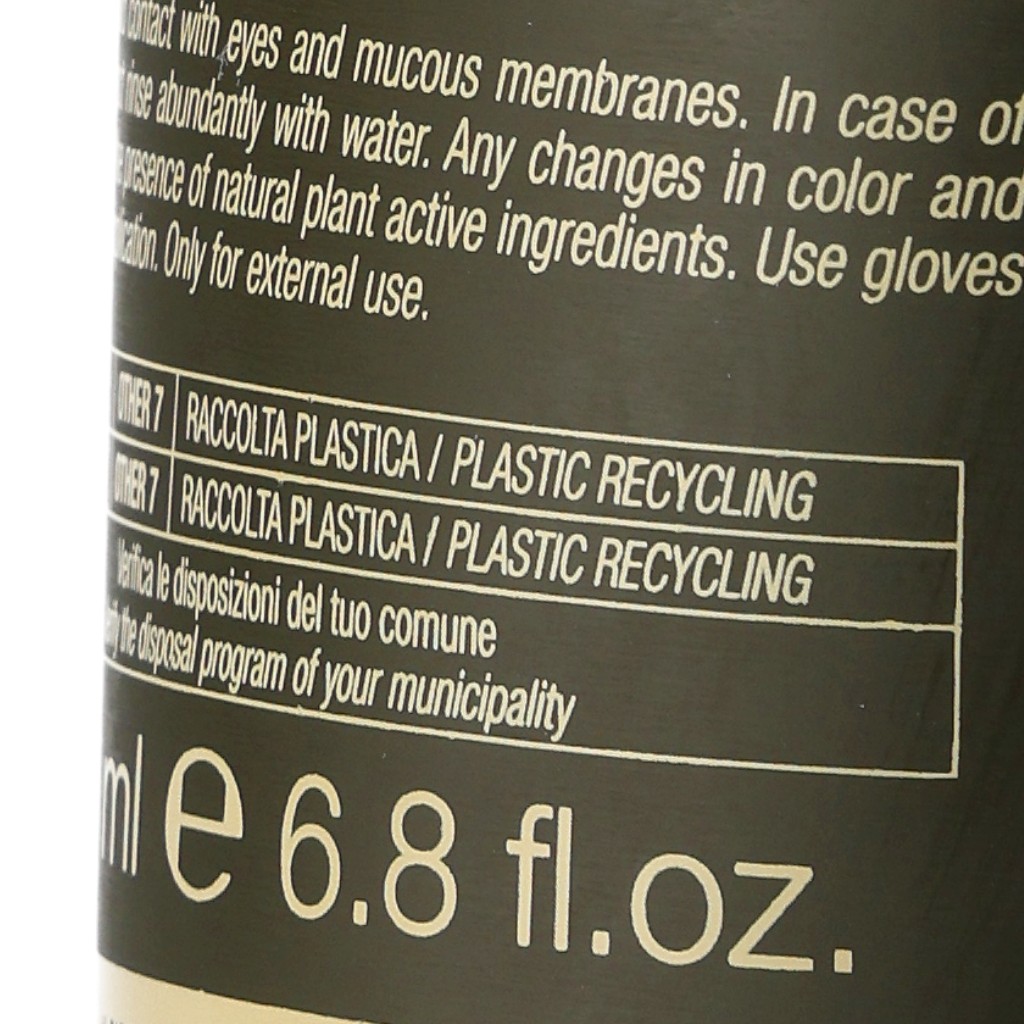 contact with eyes and mucous membranes. In case of
rinse abundantly with water. Any changes in color and
presence of natural plant active ingredients. Use gloves
Only for external use.
OTHER 7 RACCOLTA PLASTICA / PLASTIC RECYCLING
OTHER 7 RACCOLTA PLASTICA / PLASTIC RECYCLING
Verifica le disposizioni del tuo comune
the disposal program of your municipality
ml e 6.8 fl.oz.